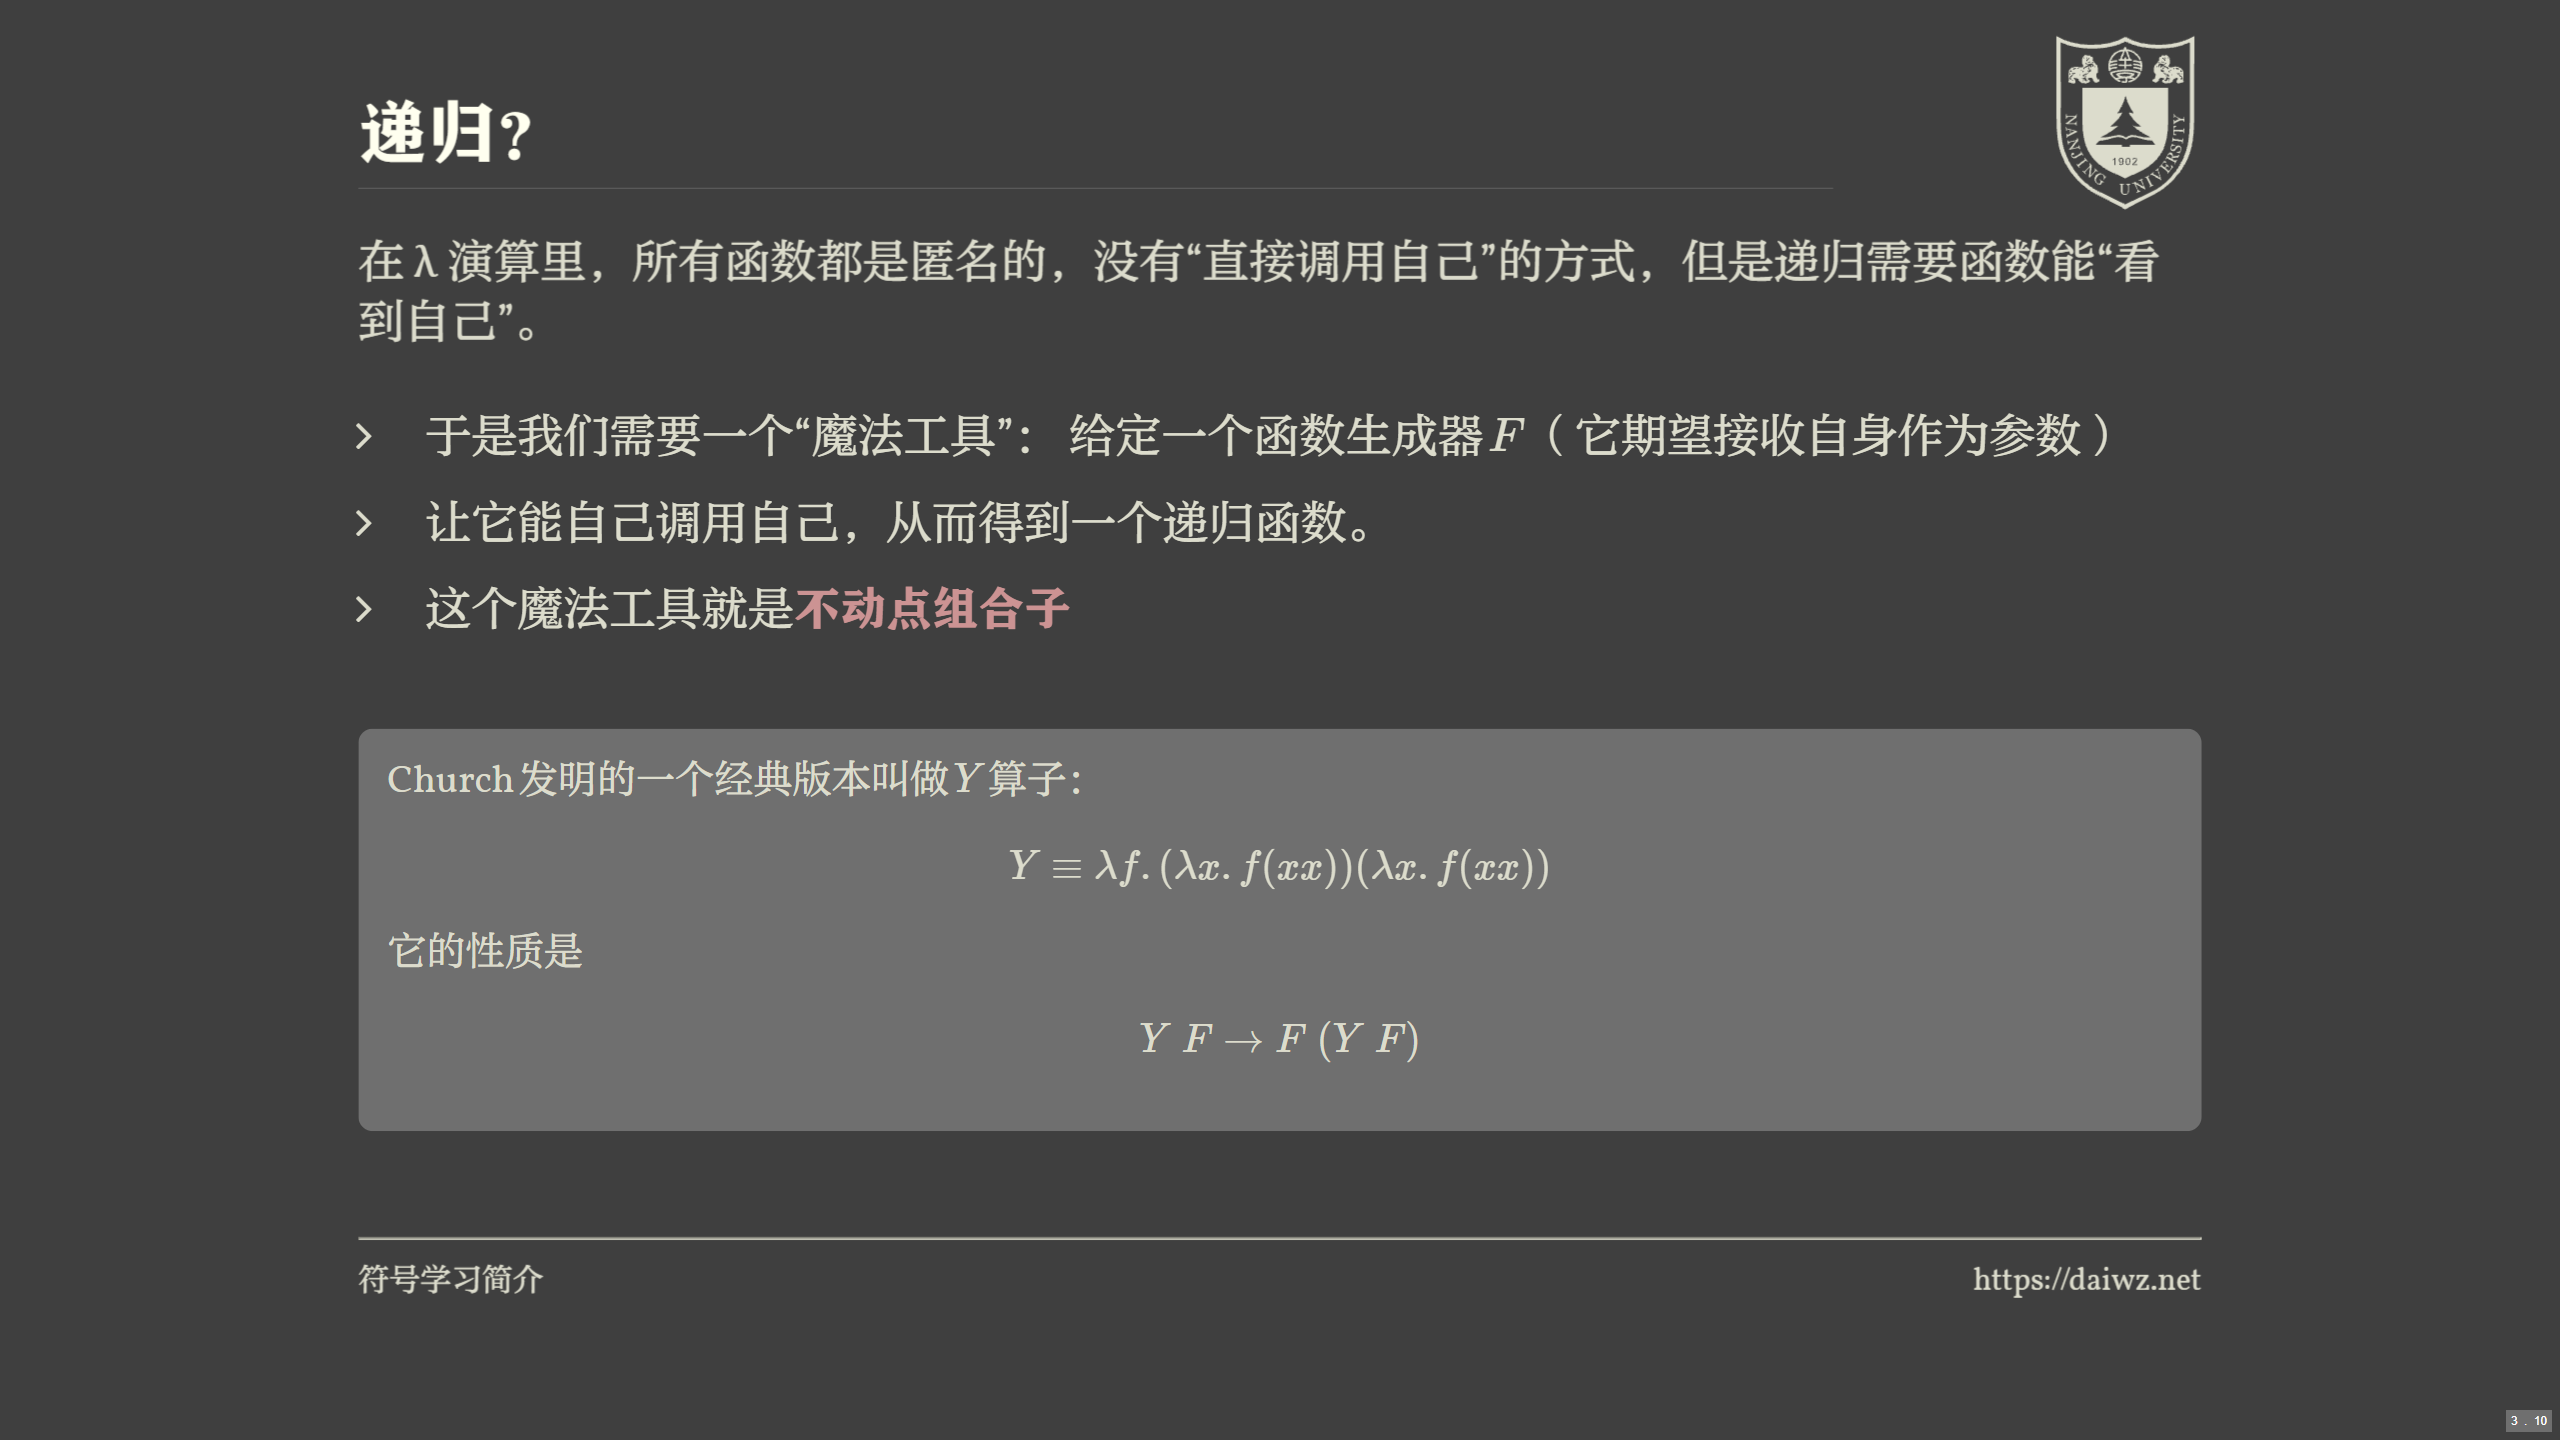 递归?
NANJING UNIVERSITY
1902
在 λ 演算里，所有函数都是匿名的，没有“直接调用自己”的方式，但是递归需要函数能“看
到自己”。
于是我们需要一个“魔法工具”： 给定一个函数生成器 F（ 它期望接收自身作为参数 ）
让它能自己调用自己，从而得到一个递归函数。
这个魔法工具就是不动点组合子
Church 发明的一个经典版本叫做 Y 算子：
Y ≡ λf. (λx. f(xx))(λx. f(xx))
它的性质是
Y F → F (Y F)
符号学习简介
https://daiwz.net
3 . 10